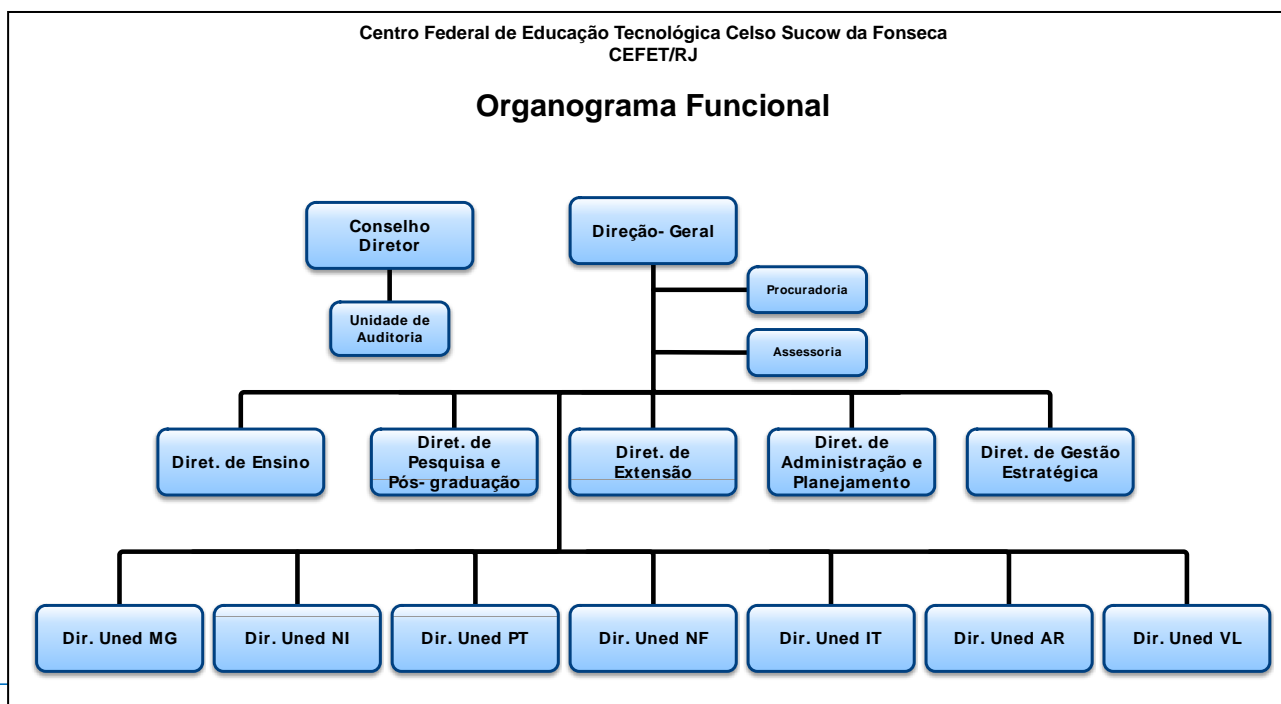 Centro Federal de Educação Tecnológica Celso Sucow da Fonseca
CEFET/RJ
Organograma Funcional
Conselho
Diretor
Direção- Geral
Procuradoria
Unidade de
Auditoria
Assessoria
Diret. de Ensino
Diret. de
Pesquisa e
Pós- graduação
Diret. de
Extensão
Diret. de
Administração e
Planejamento
Diret. de Gestão
Estratégica
Dir. Uned MG
Dir. Uned NI
Dir. Uned PT
Dir. Uned NF
Dir. Uned IT
Dir. Uned AR
Dir. Uned VL